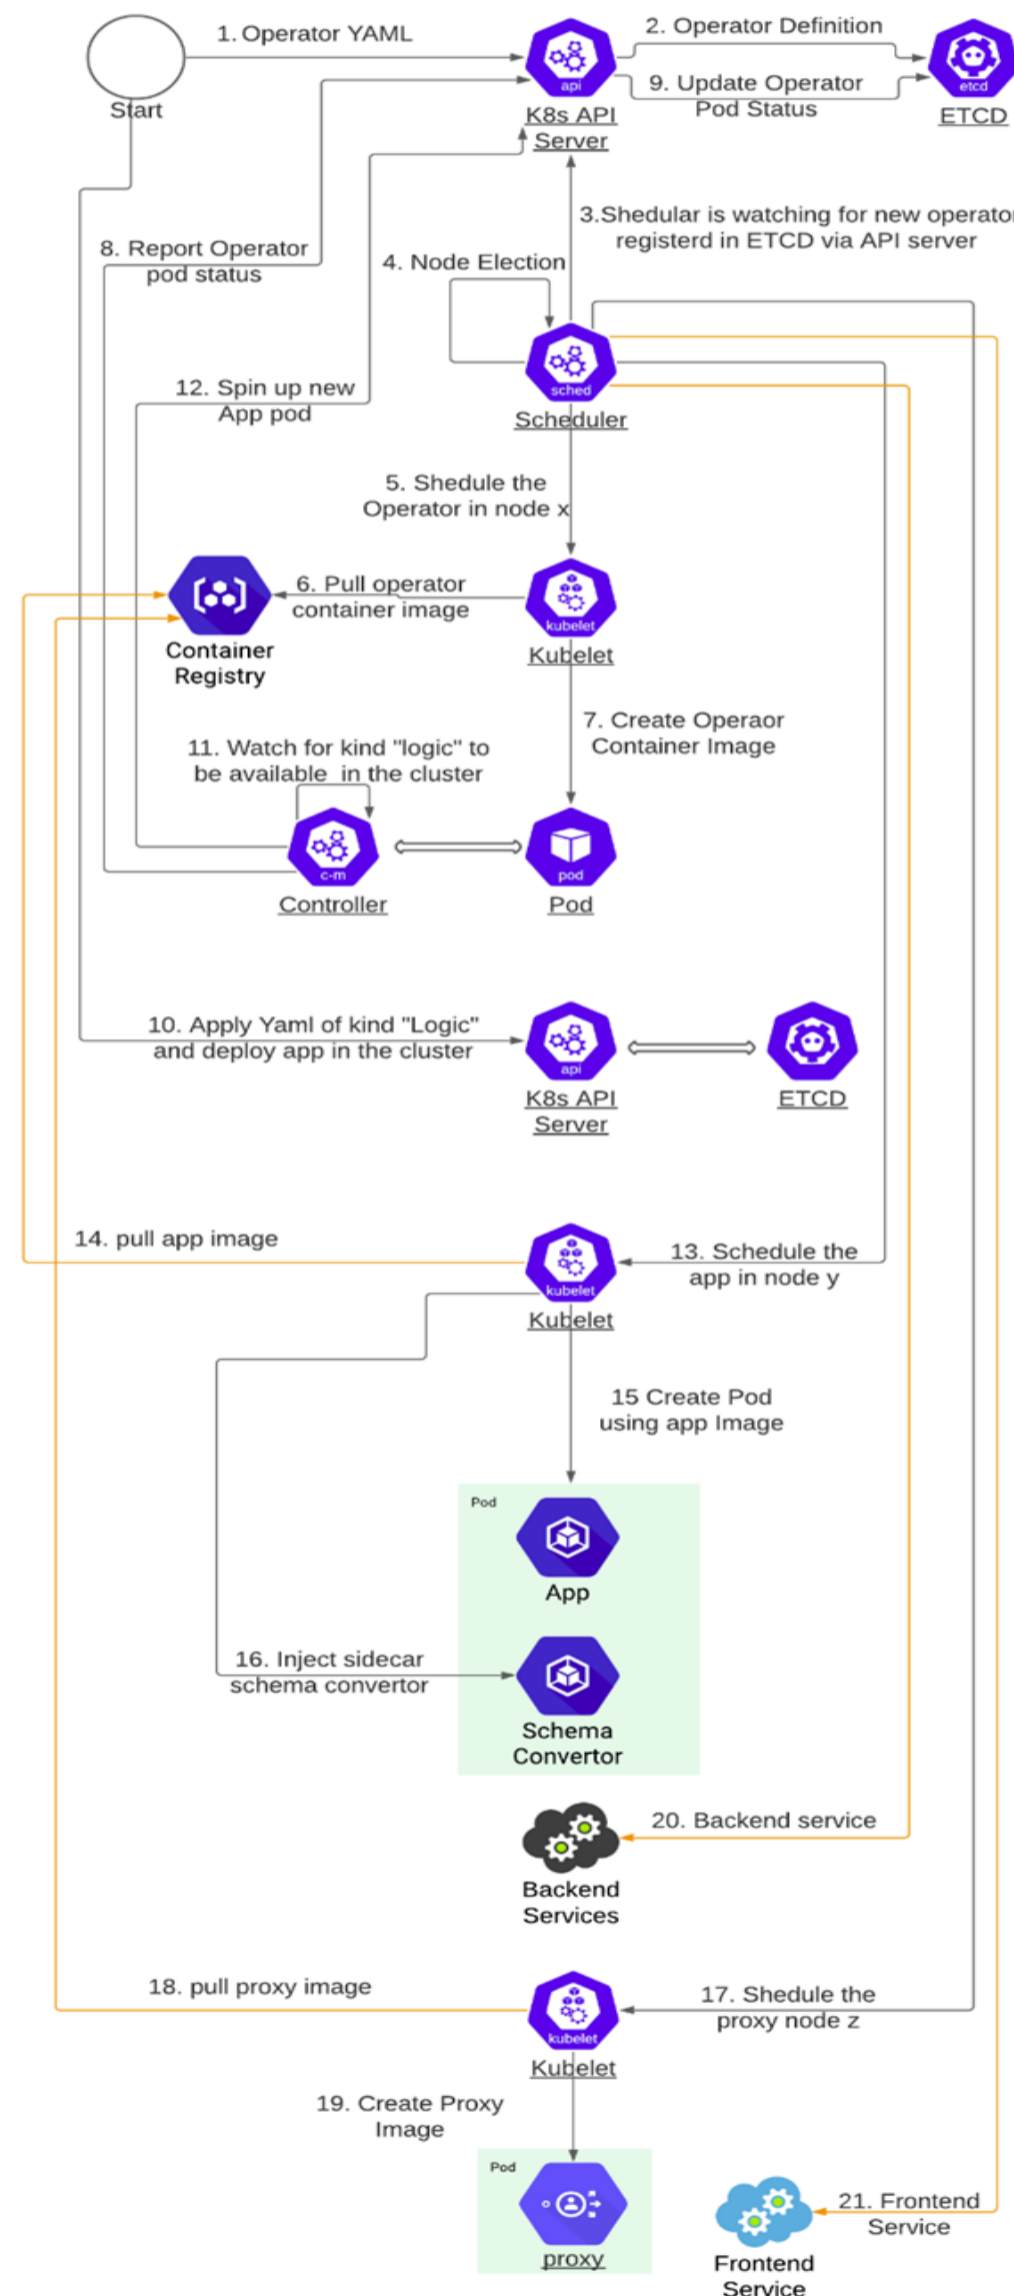 1. Operator YAML
2. Operator Definition
Start
api
K8s API
Server
9. Update Operator
Pod Status
etcd
ETCD
3.Shedular is watching for new operator
registerd in ETCD via API server
8. Report Operator
pod status
4. Node Election
sched
Scheduler
12. Spin up new
App pod
5. Shedule the
Operator in node x
6. Pull operator
container image
kubelet
Kubelet
Container
Registry
7. Create Operaor
Container Image
11. Watch for kind "logic" to
be available in the cluster
c-m
Controller
pod
Pod
10. Apply Yaml of kind "Logic"
and deploy app in the cluster
api
K8s API
Server
ETCD
14. pull app image
kubelet
Kubelet
13. Schedule the
app in node y
15 Create Pod
using app Image
Pod
App
16. Inject sidecar
schema convertor
Schema
Convertor
20. Backend service
Backend
Services
18. pull proxy image
kubelet
Kubelet
17. Shedule the
proxy node z
19. Create Proxy
Image
Pod
proxy
21. Frontend
Service
Frontend
Service